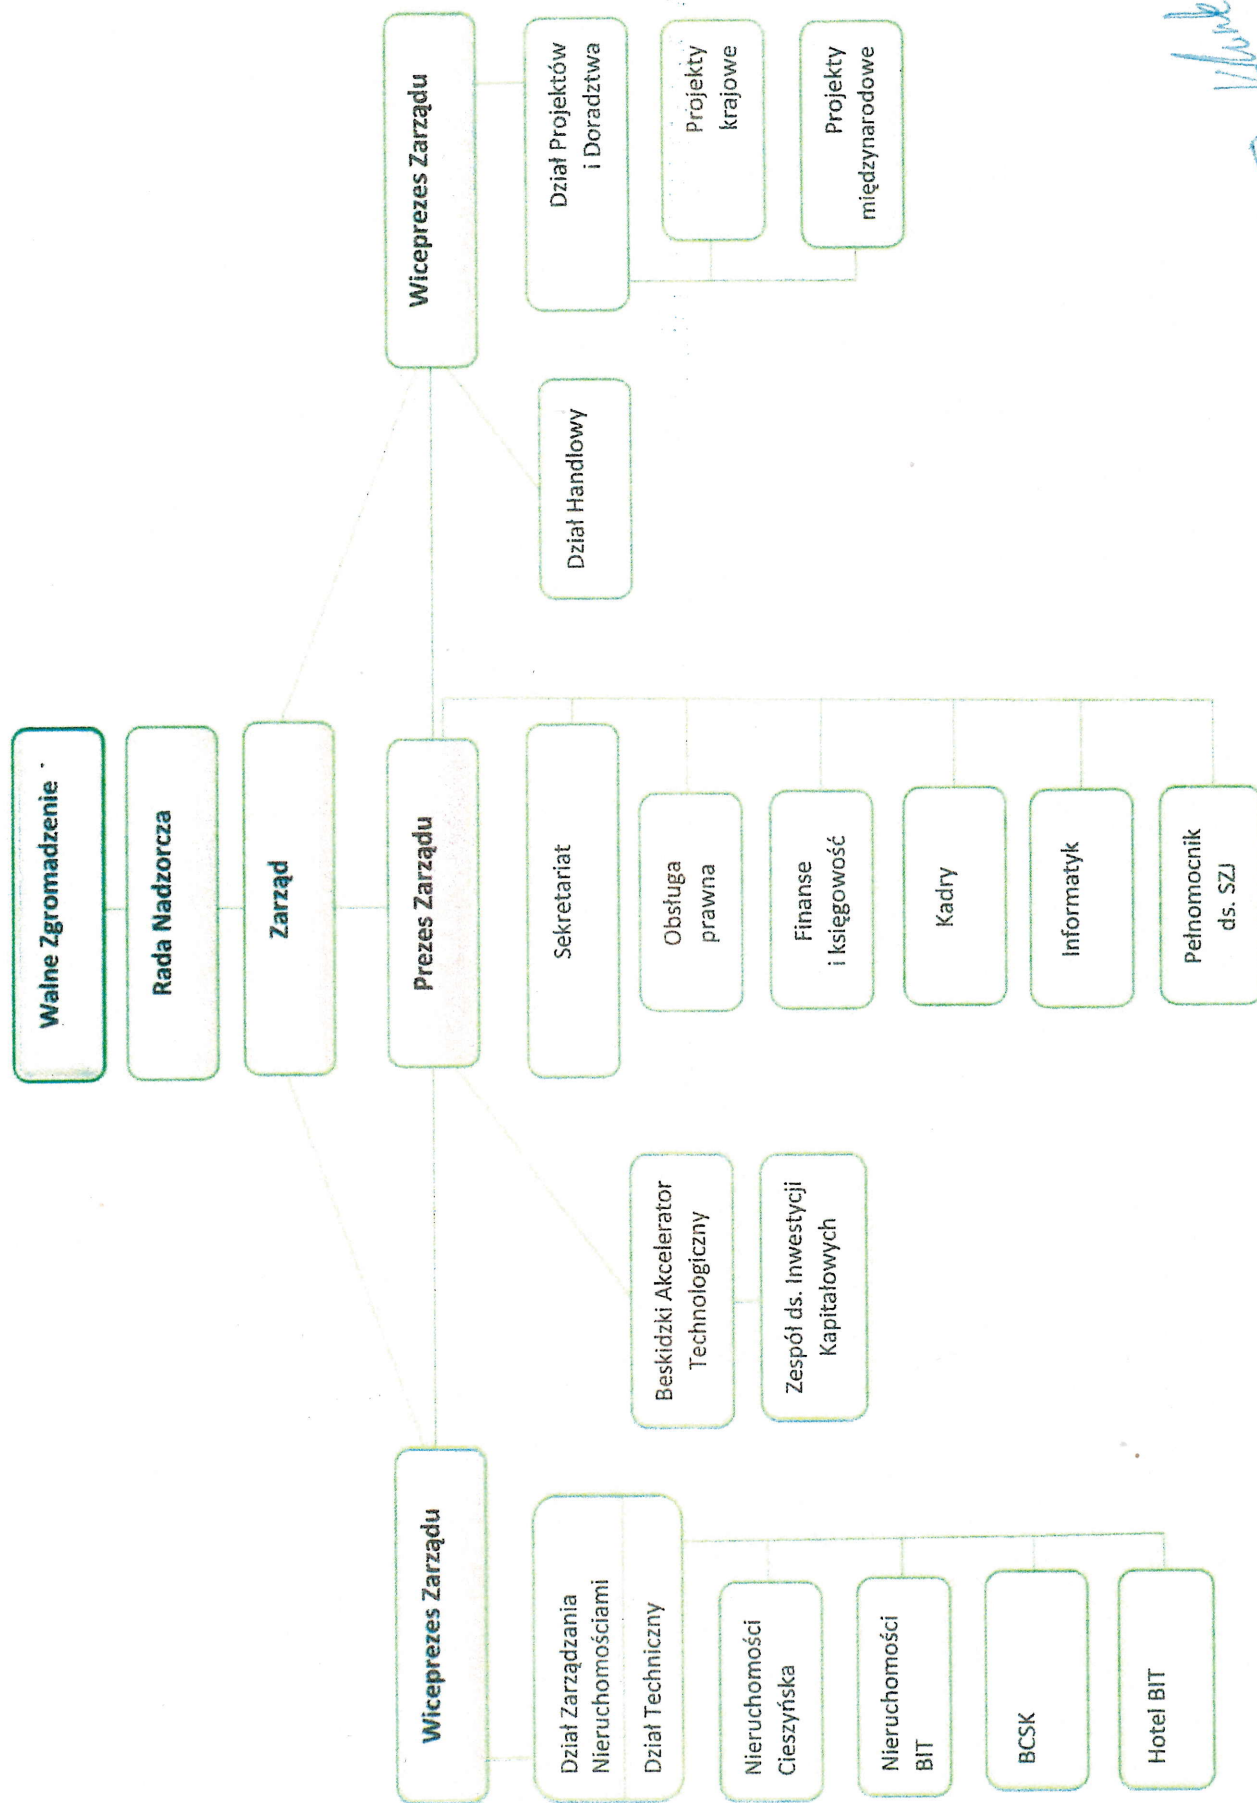 Walne Zgromadzenie
Rada Nadzorcza
Zarząd
Wiceprezes Zarządu
Prezes Zarządu
Wiceprezes Zarządu
Dział Zarządzania
Nieruchomościami
Dział Techniczny
Nieruchomości
Cieszyńska
Nieruchomości
BIT
BCSK
Hotel BIT
Beskidzki Akcelerator
Technologiczny
Zespół ds. Inwestycji
Kapitałowych
Sekretariat
Obsługa
prawna
Finanse
i księgowość
Kadry
Informatyk
Pełnomocnik
ds. SZJ
Dział Handlowy
Dział Projektów
i Doradztwa
Projekty
krajowe
Projekty
międzynarodowe